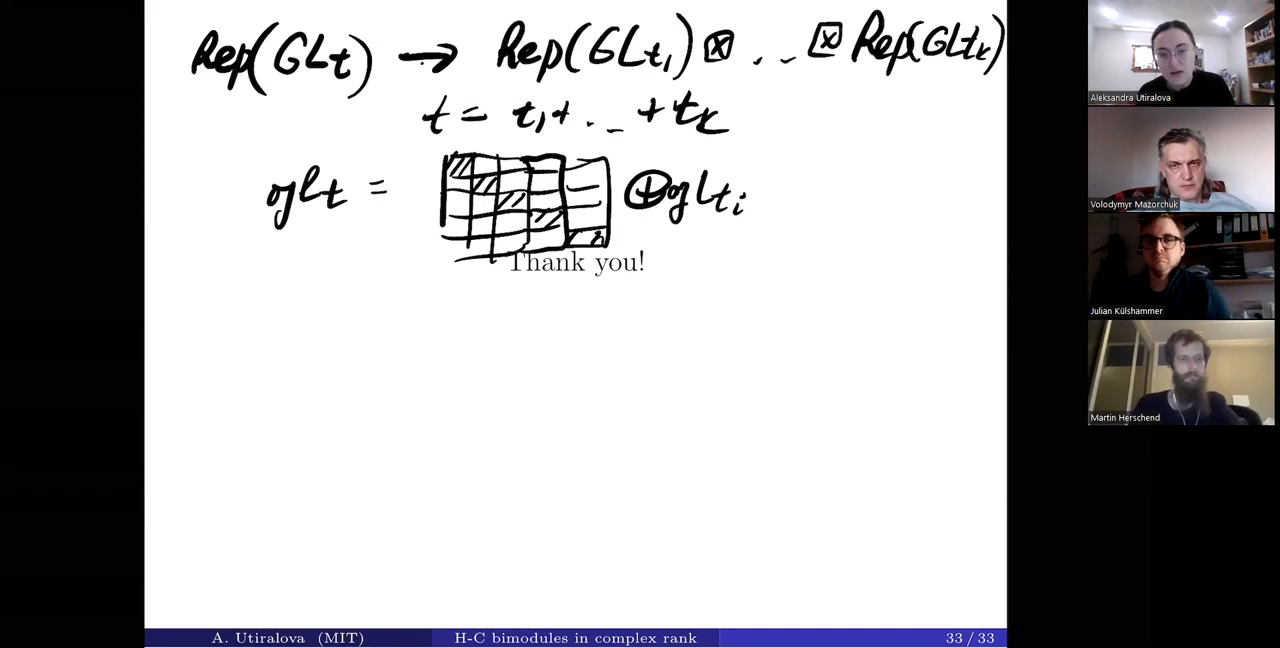 Rep(GLt) → Rep(GLt₁) ⊠ . . ⊠ Rep(GLtₖ)
t = t₁ + . . + tₖ
glt = ⊕ gltᵢ
Thank you!
A. Utiralova (MIT) H-C bimodules in complex rank 33 / 33
Aleksandra Utiralova
Volodymyr Mazorchuk
Julian Külshammer
Martin Herschend